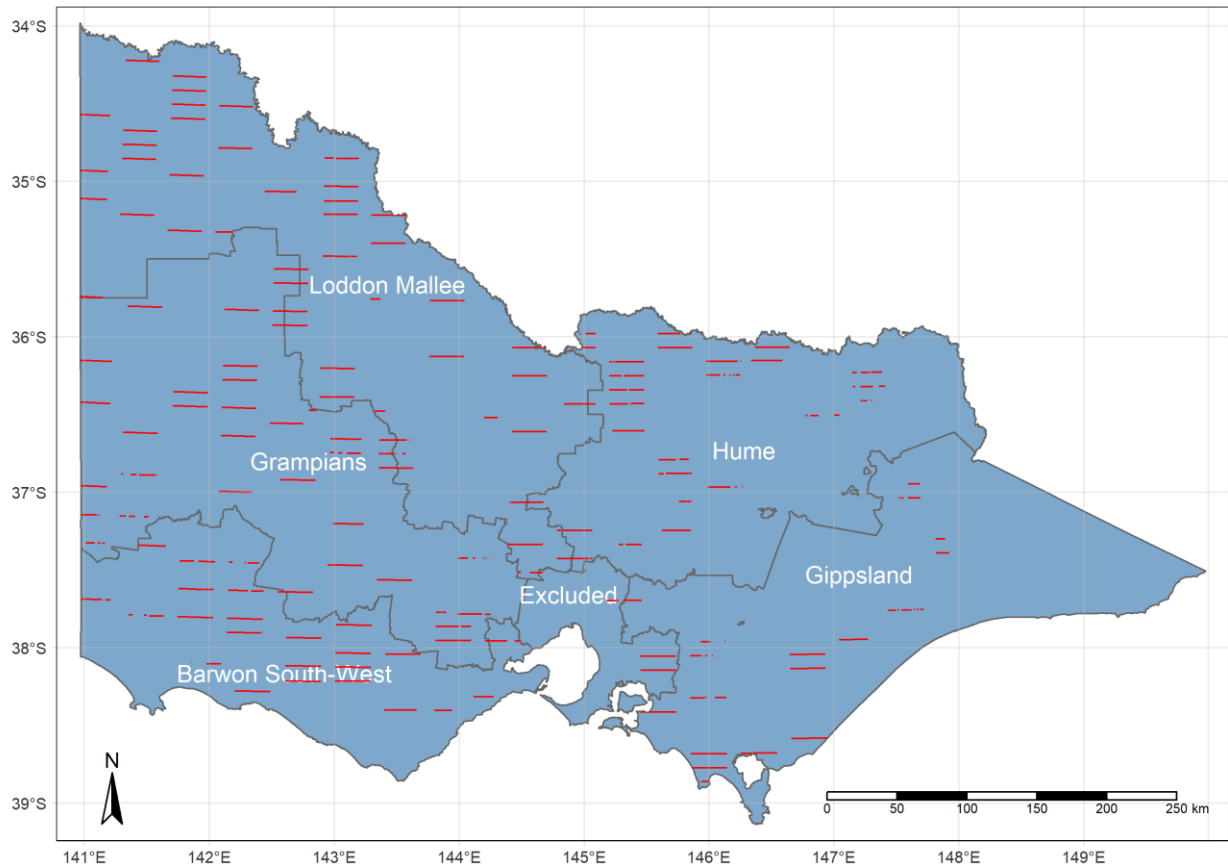 34°S
35°S
Loddon Mallee
36°S
Hume
Grampians
37°S
Gippsland
Excluded
38°S
Barwon South-West
N
39°S
0 50 100 150 200 250 km
141°E 142°E 143°E 144°E 145°E 146°E 147°E 148°E 149°E